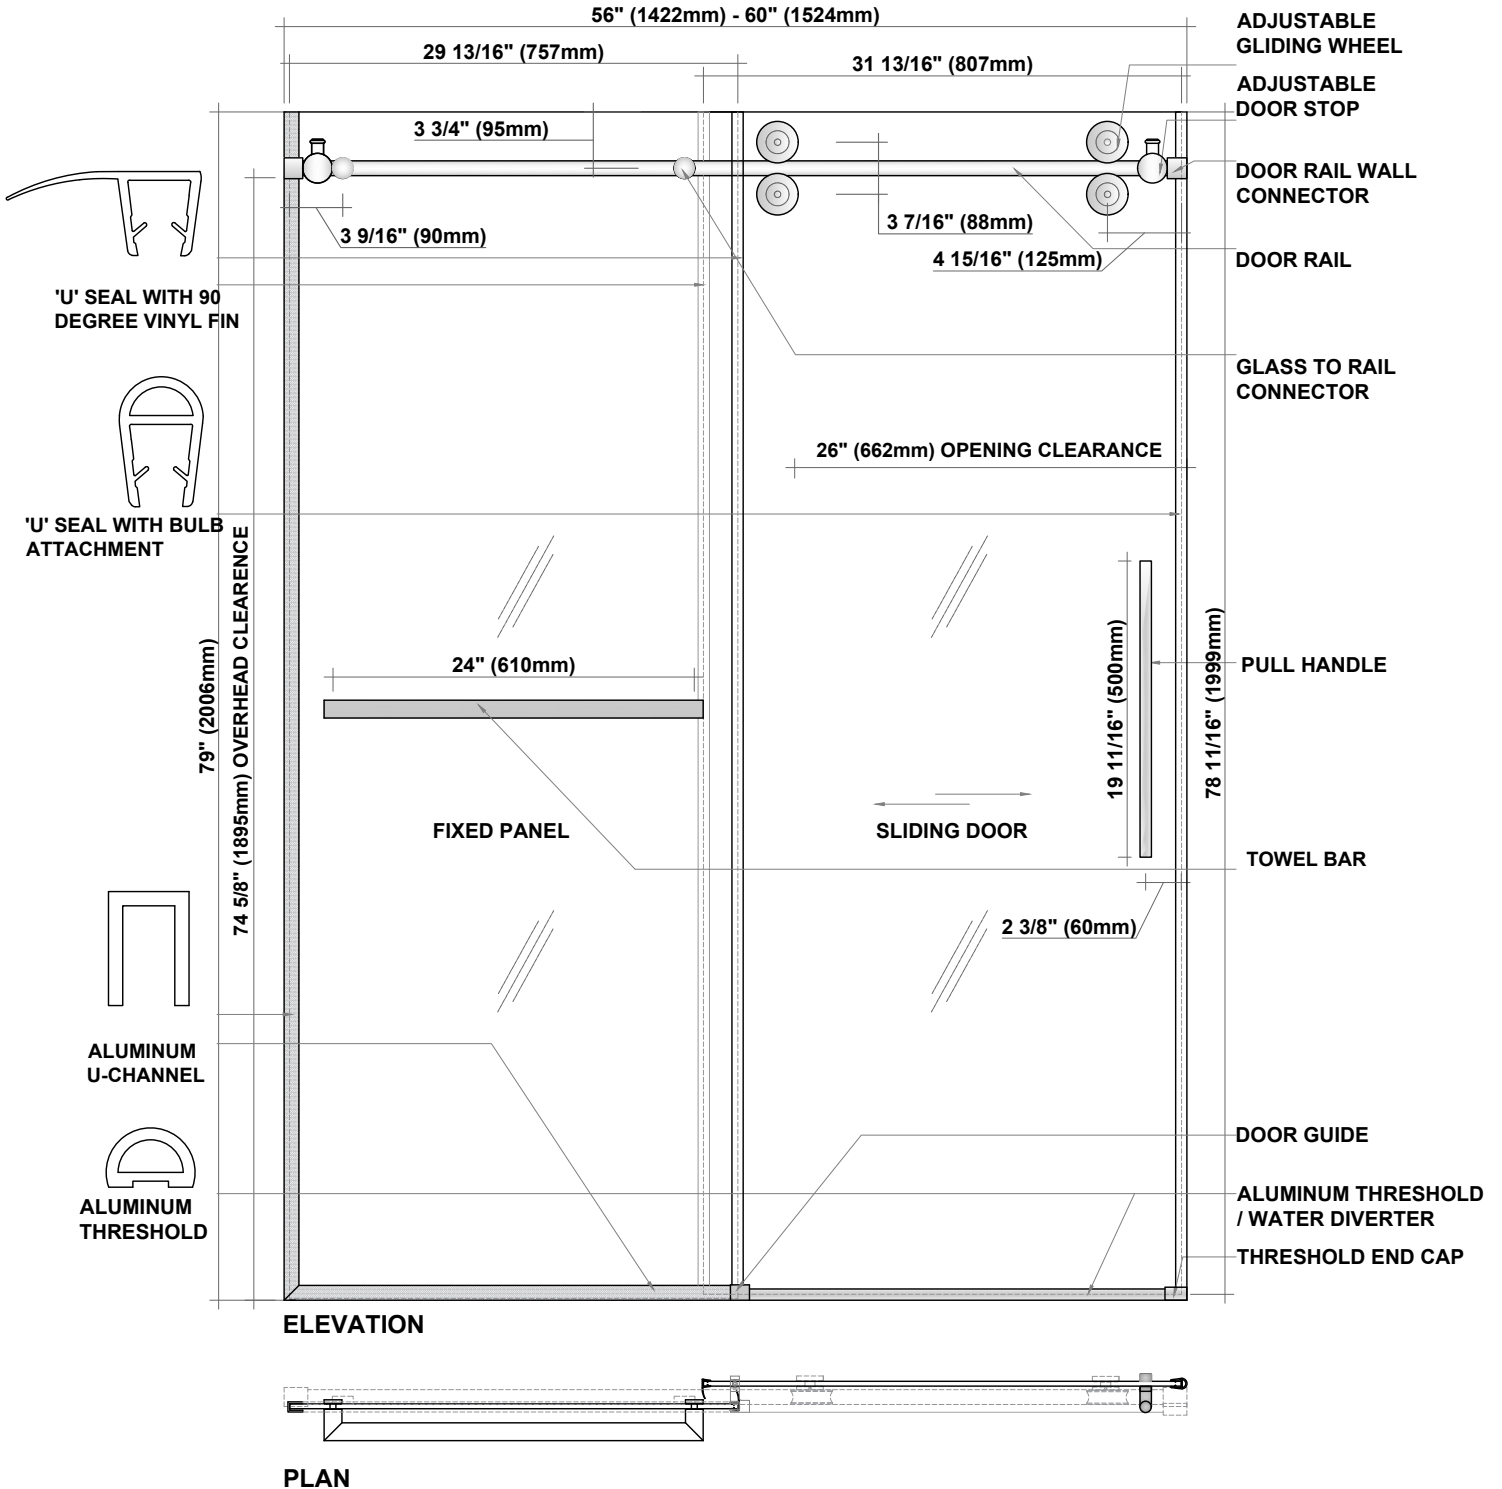 56" (1422mm) - 60" (1524mm)
29 13/16" (757mm)
31 13/16" (807mm)
ADJUSTABLE
GLIDING WHEEL
ADJUSTABLE
DOOR STOP
3 3/4" (95mm)
DOOR RAIL WALL
CONNECTOR
3 9/16" (90mm)
3 7/16" (88mm)
4 15/16" (125mm)
DOOR RAIL
'U' SEAL WITH 90
DEGREE VINYL FIN
GLASS TO RAIL
CONNECTOR
26" (662mm) OPENING CLEARANCE
'U' SEAL WITH BULB
ATTACHMENT
79" (2006mm)
74 5/8" (1895mm) OVERHEAD CLEARENCE
24" (610mm)
19 11/16" (500mm)
78 11/16" (1999mm)
PULL HANDLE
FIXED PANEL
SLIDING DOOR
TOWEL BAR
2 3/8" (60mm)
ALUMINUM
U-CHANNEL
DOOR GUIDE
ALUMINUM
THRESHOLD
ALUMINUM THRESHOLD
/ WATER DIVERTER
THRESHOLD END CAP
ELEVATION
PLAN